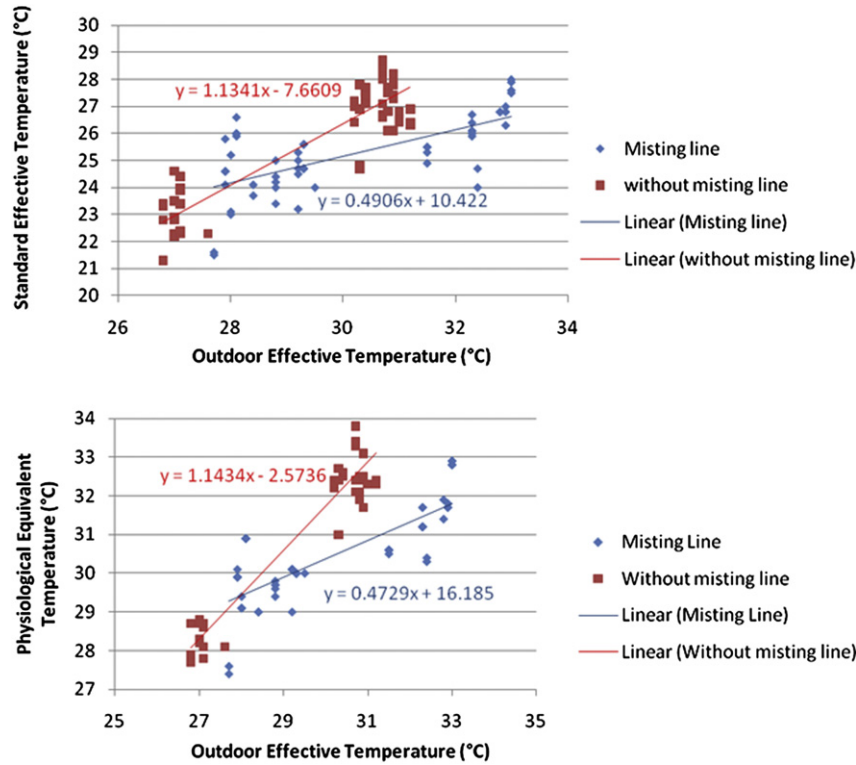 30
29
28
27
26
25
24
23
22
21
20
Standard Effective Temperature (°C)
y = 1.1341x - 7.6609
y = 0.4906x + 10.422
26 28 30 32 34
Outdoor Effective Temperature (°C)
Misting line
without misting line
Linear (Misting line)
Linear (without misting line)
34
33
32
31
30
29
28
27
Physiological Equivalent
Temperature (°C)
y = 1.1434x - 2.5736
y = 0.4729x + 16.185
25 27 29 31 33 35
Outdoor Effective Temperature (°C)
Misting Line
Without misting line
Linear (Misting Line)
Linear (Without misting line)